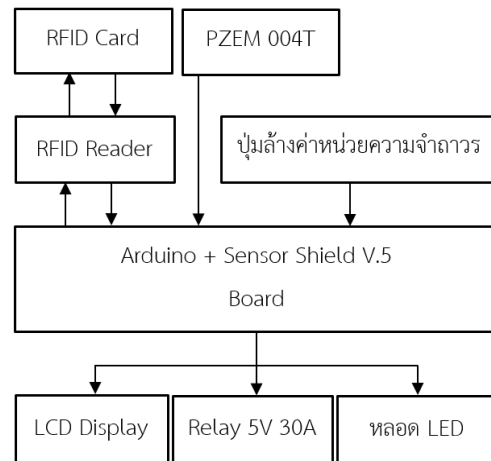 RFID Card
PZEM 004T
RFID Reader
ปุ่มล้างค่าหน่วยความจำถาวร
Arduino + Sensor Shield V.5
Board
LCD Display
Relay 5V 30A
หลอด LED